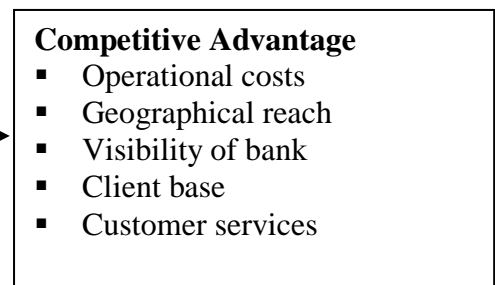 Competitive Advantage
▪ Operational costs
▪ Geographical reach
▪ Visibility of bank
▪ Client base
▪ Customer services